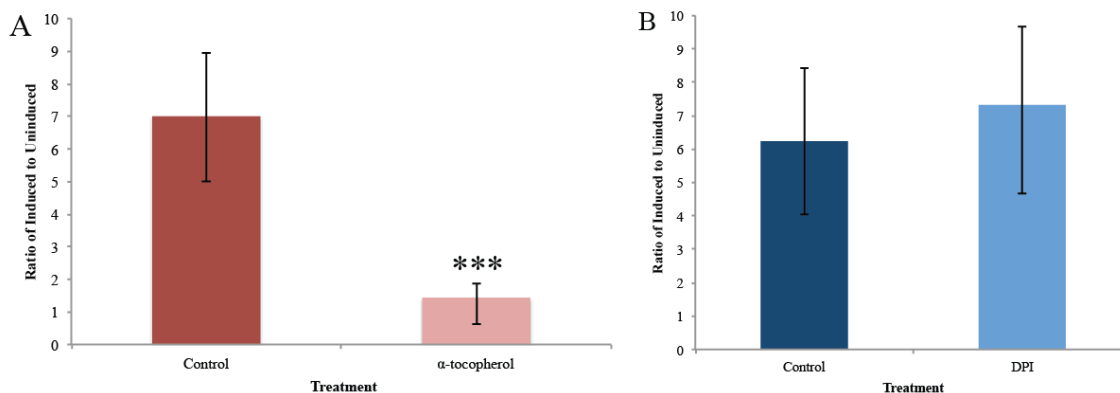 A
10
9
8
7
6
5
4
3
2
1
0
Ratio of Induced to Uninduced
***
Control
α-tocopherol
Treatment
B
10
9
8
7
6
5
4
3
2
1
0
Ratio of Induced to Uninduced
Control
DPI
Treatment